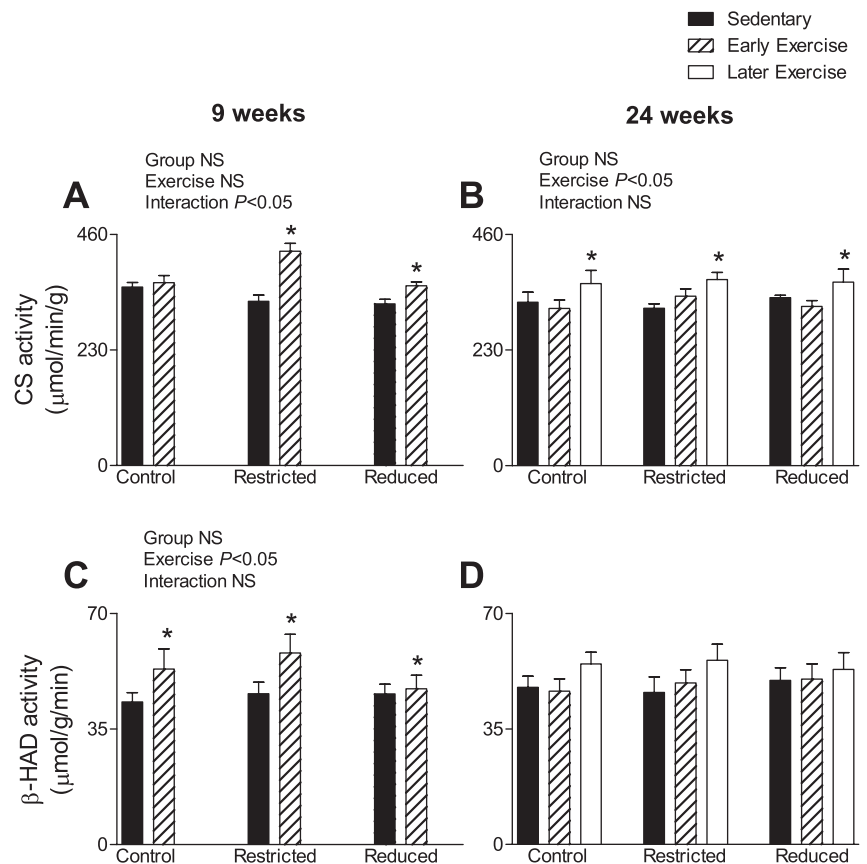 Sedentary
Early Exercise
Later Exercise
9 weeks
24 weeks
A
Group NS
Exercise NS
Interaction P<0.05
B
Group NS
Exercise P<0.05
Interaction NS
CS activity
(μmol/min/g)
460
230
0
*
*
Control Restricted Reduced
460
230
0
*
*
*
Control Restricted Reduced
C
Group NS
Exercise P<0.05
Interaction NS
D
β-HAD activity
(μmol/g/min)
70
35
0
*
*
*
Control Restricted Reduced
70
35
0
Control Restricted Reduced